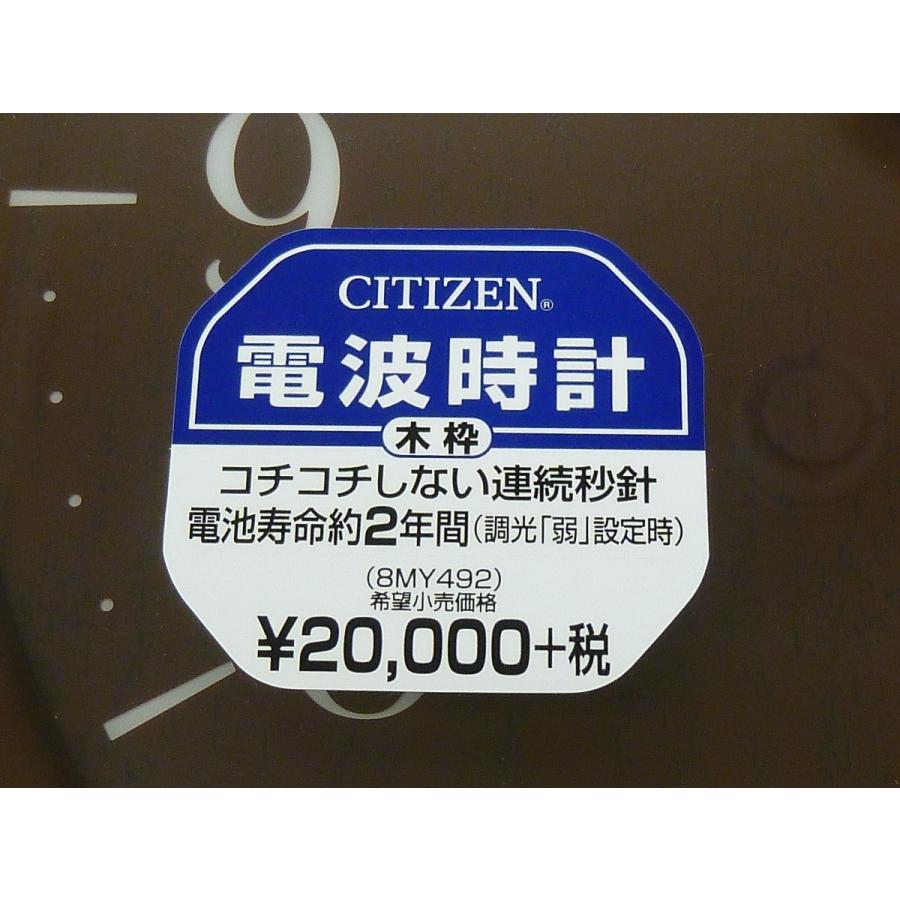 9
CITIZEN®
電波時計
木枠
コチコチしない連続秒針
電池寿命約2年間(調光「弱」設定時)
(8MY492)
希望小売価格
¥20,000+税